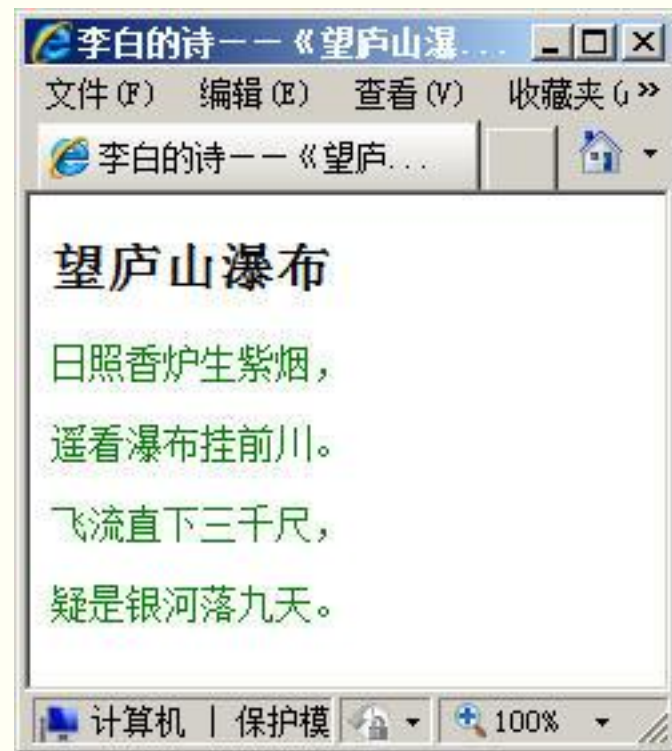 李白的诗——《望庐山瀑...
文件(F) 编辑(E) 查看(V) 收藏夹(
李白的诗——《望庐...
望庐山瀑布
日照香炉生紫烟，
遥看瀑布挂前川。
飞流直下三千尺，
疑是银河落九天。
计算机 | 保护模
100%